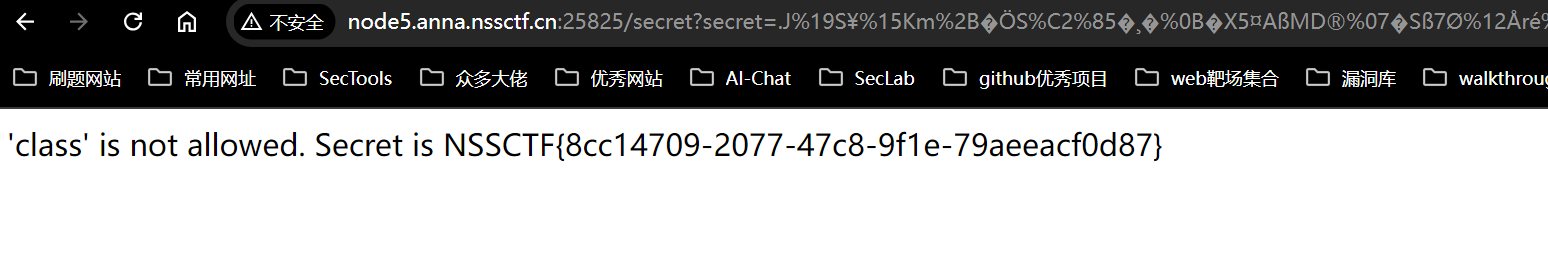 不安全 node5.anna.nssctf.cn:25825/secret?secret=.J%19S¥%15Km%2B�ÖS%C2%85�¸�%0B�X5¤AßMD®%07�Sß7Ø%12Åré%
刷题网站 常用网址 SecTools 众多大佬 优秀网站 AI-Chat SecLab github优秀项目 web靶场集合 漏洞库 walkthroug
'class' is not allowed. Secret is NSSCTF{8cc14709-2077-47c8-9f1e-79aeeacf0d87}